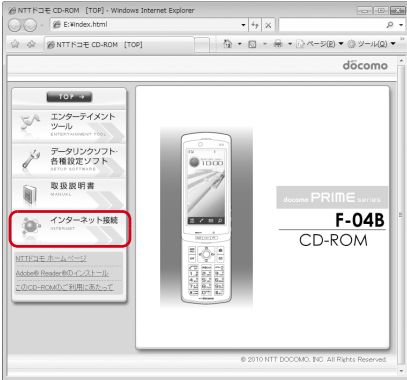 NTTドコモ CD-ROM [TOP] - Windows Internet Explorer
E:¥index.html
NTTドコモ CD-ROM [TOP]
ページ(P) ツール(O)
döcomo
TOP →
エンターテイメント
ツール
ENTERTAINMENT TOOL
データリンクソフト・
各種設定ソフト
SETUP SOFTWARE
取扱説明書
MANUAL
インターネット接続
INTERNET
NTTドコモ ホームページ
Adobe® Reader®のインストール
このCD-ROMのご利用にあたって
docomo PRIME series
F-04B
CD-ROM
© 2010 NTT DOCOMO, INC. All Rights Reserved.